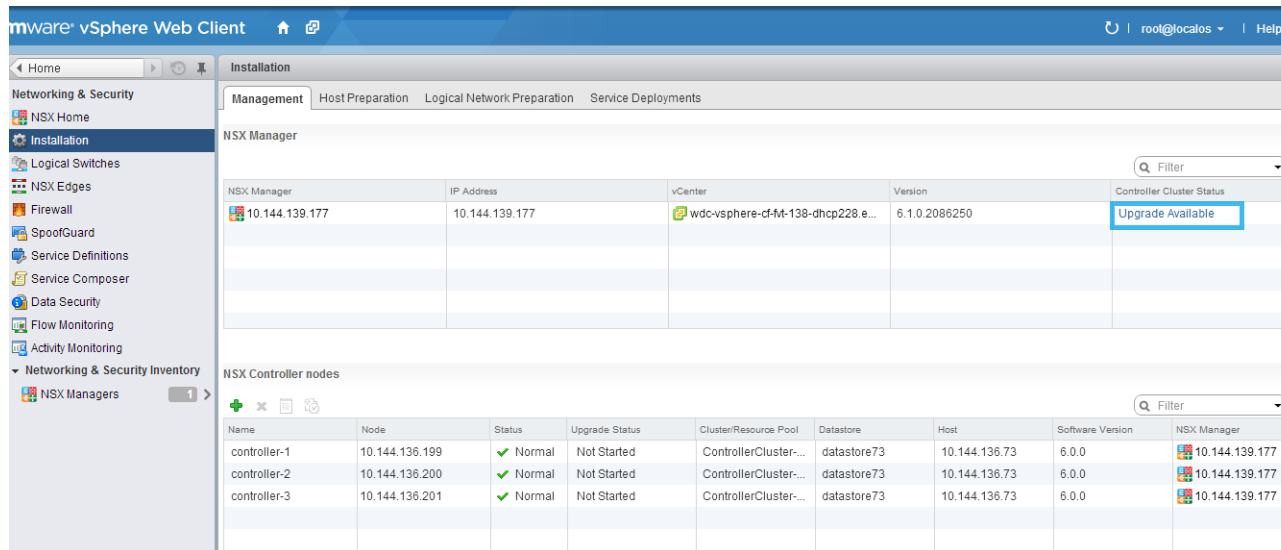 mware vSphere Web Client
root@localos
Help
Home
Installation
Networking & Security
Management Host Preparation Logical Network Preparation Service Deployments
NSX Home
Installation
NSX Manager
Logical Switches
Filter
NSX Edges
NSX Manager IP Address vCenter Version Controller Cluster Status
Firewall
10.144.139.177 10.144.139.177 wdc-vsphere-cf-fvt-138-dhcp228.e... 6.1.0.2086250 Upgrade Available
SpoofGuard
Service Definitions
Service Composer
Data Security
Flow Monitoring
Activity Monitoring
Networking & Security Inventory
NSX Controller nodes
NSX Managers 1
Filter
Name Node Status Upgrade Status Cluster/Resource Pool Datastore Host Software Version NSX Manager
controller-1 10.144.136.199 Normal Not Started ControllerCluster-... datastore73 10.144.136.73 6.0.0 10.144.139.177
controller-2 10.144.136.200 Normal Not Started ControllerCluster-... datastore73 10.144.136.73 6.0.0 10.144.139.177
controller-3 10.144.136.201 Normal Not Started ControllerCluster-... datastore73 10.144.136.73 6.0.0 10.144.139.177